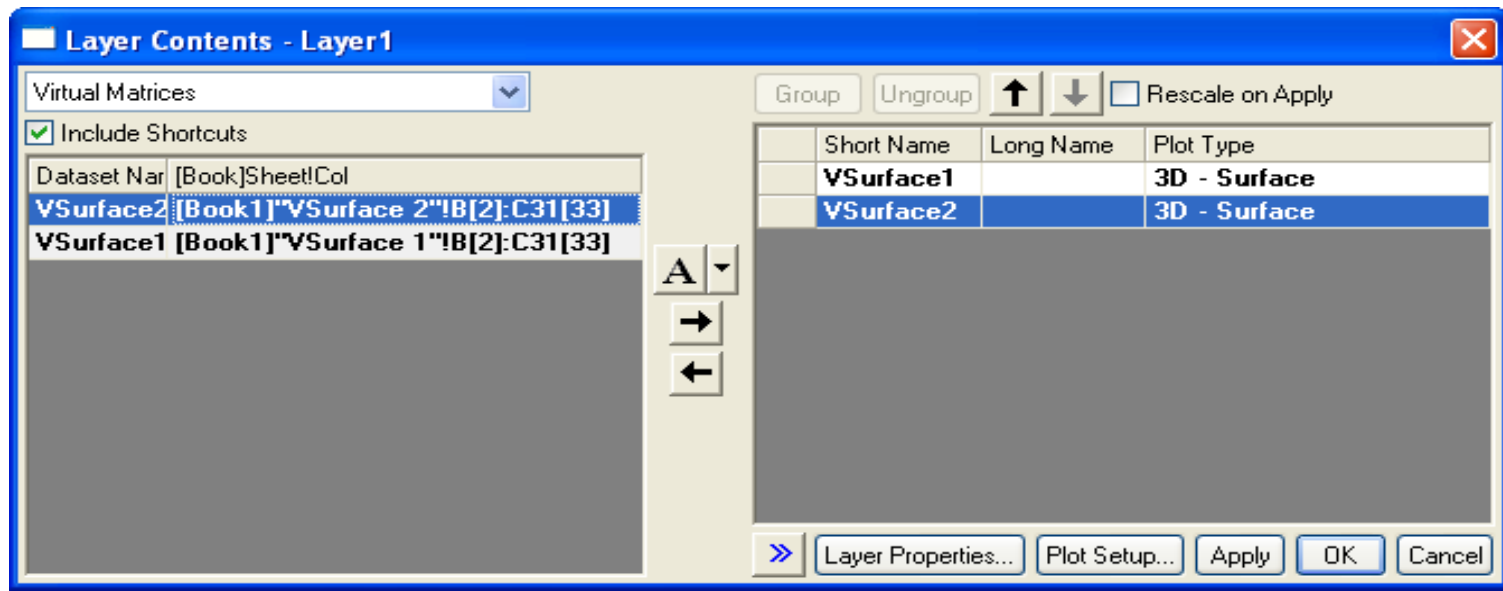 Layer Contents - Layer1
Virtual Matrices
Group Ungroup Rescale on Apply
Include Shortcuts
Dataset Nar [Book]Sheet!Col
VSurface2 [Book1]"VSurface 2"!B[2]:C31[33]
VSurface1 [Book1]"VSurface 1"!B[2]:C31[33]
A
Short Name Long Name Plot Type
VSurface1 3D - Surface
VSurface2 3D - Surface
Layer Properties... Plot Setup... Apply OK Cancel